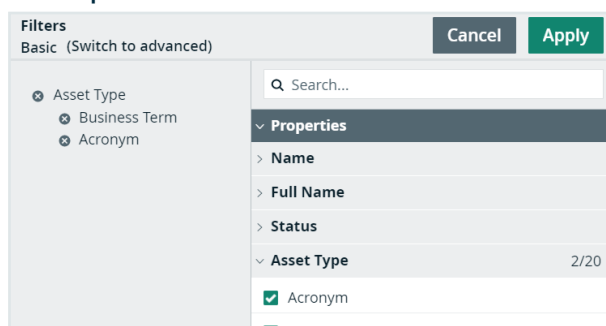 Filters
Basic (Switch to advanced)
Cancel
Apply
Asset Type
Business Term
Acronym
Search...
Properties
Name
Full Name
Status
Asset Type 2/20
Acronym